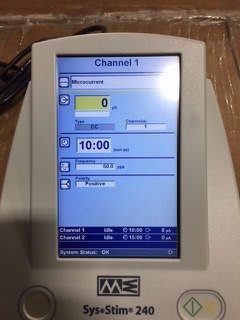 Channel 1
Microcurrent
0 µA
Type
Channel(s)
CC
1
10:00 (mm:ss)
Frequency
50.0 pps
Polarity
Positive
Channel 1 Idle 10:00 0 µA
Channel 2 Idle 15:00 0 µA
System Status: OK
ME
Sys*Stim® 240